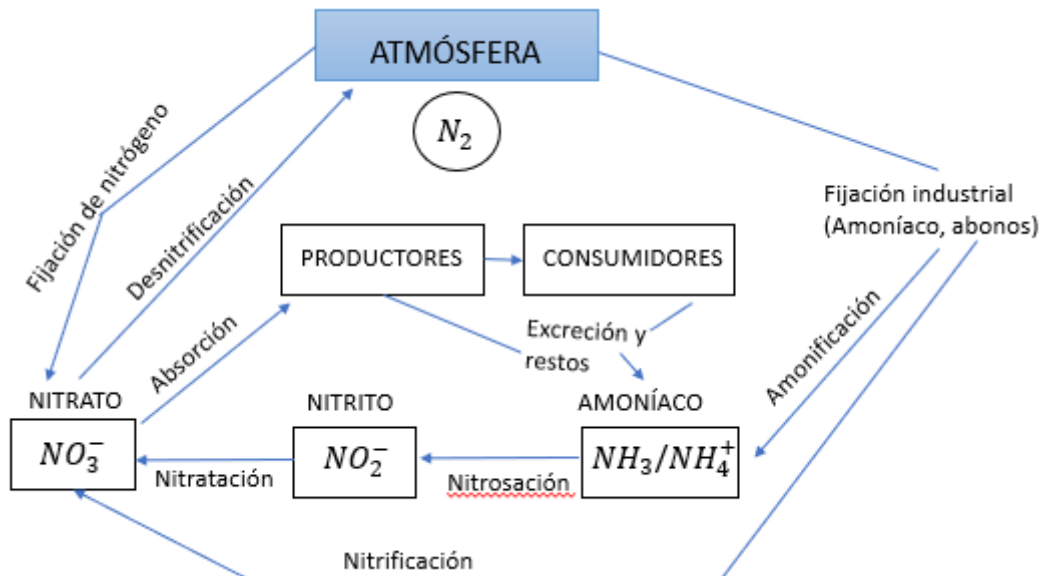 ATMÓSFERA
N₂
Fijación de nitrógeno
Desnitrificación
Fijación industrial
(Amoníaco, abonos)
PRODUCTORES
CONSUMIDORES
Absorción
Excreción y
restos
Amonificación
NITRATO
NITRITO
AMONÍACO
NO₃⁻
NO₂⁻
NH₃/NH₄⁺
Nitratación
Nitrosación
Nitrificación